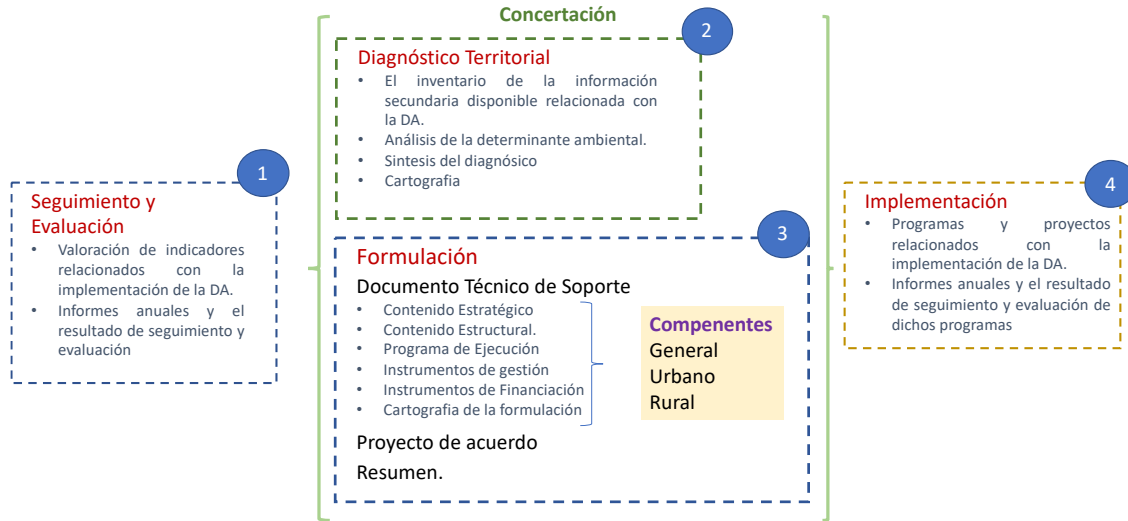 Concertación
1
Seguimiento y
Evaluación
• Valoración de indicadores
relacionados con la
implementación de la DA.
• Informes anuales y el
resultado de seguimiento y
evaluación
2
Diagnóstico Territorial
• El inventario de la información
secundaria disponible relacionada con
la DA.
• Análisis de la determinante ambiental.
• Sintesis del diagnósico
• Cartografia
3
Formulación
Documento Técnico de Soporte
• Contenido Estratégico
• Contenido Estructural.
• Programa de Ejecución
• Instrumentos de gestión
• Instrumentos de Financiación
• Cartografia de la formulación
Compenentes
General
Urbano
Rural
Proyecto de acuerdo
Resumen.
4
Implementación
• Programas y proyectos
relacionados con la
implementación de la DA.
• Informes anuales y el resultado
de seguimiento y evaluación de
dichos programas